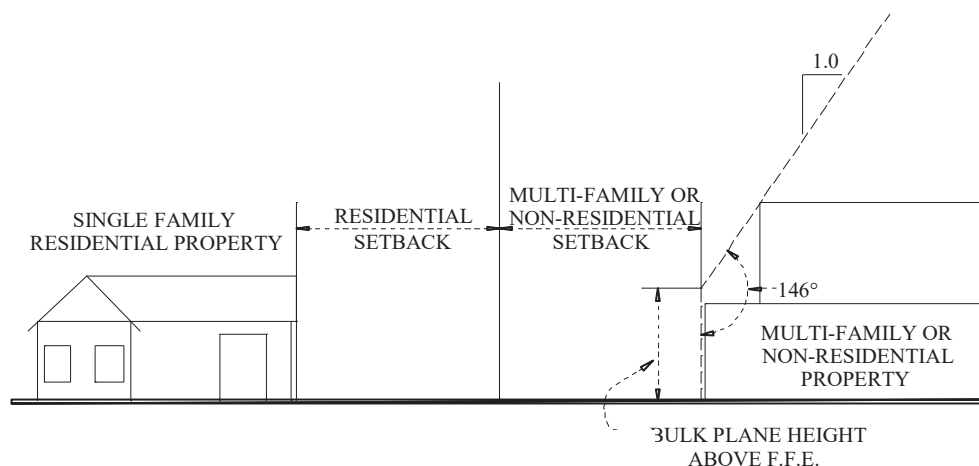 1.0
SINGLE FAMILY
RESIDENTIAL PROPERTY
RESIDENTIAL
SETBACK
MULTI-FAMILY OR
NON-RESIDENTIAL
SETBACK
146°
MULTI-FAMILY OR
NON-RESIDENTIAL
PROPERTY
BULK PLANE HEIGHT
ABOVE F.F.E.